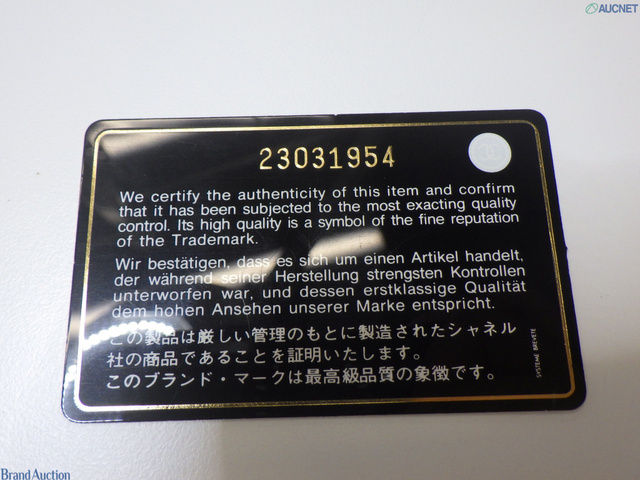 AUCNET
23031954
We certify the authenticity of this item and confirm
that it has been subjected to the most exacting quality
control. Its high quality is a symbol of the fine reputation
of the Trademark.
Wir bestätigen, dass es sich um einen Artikel handelt,
der während seiner Herstellung strengsten Kontrollen
unterworfen war, und dessen erstklassige Qualität
dem hohen Ansehen unserer Marke entspricht.
この製品は厳しい管理のもとに製造されたシャネル
社の商品であることを証明いたします。
このブランド・マークは最高級品質の象徴です。
SYSTEME BREVETE
Brand Auction